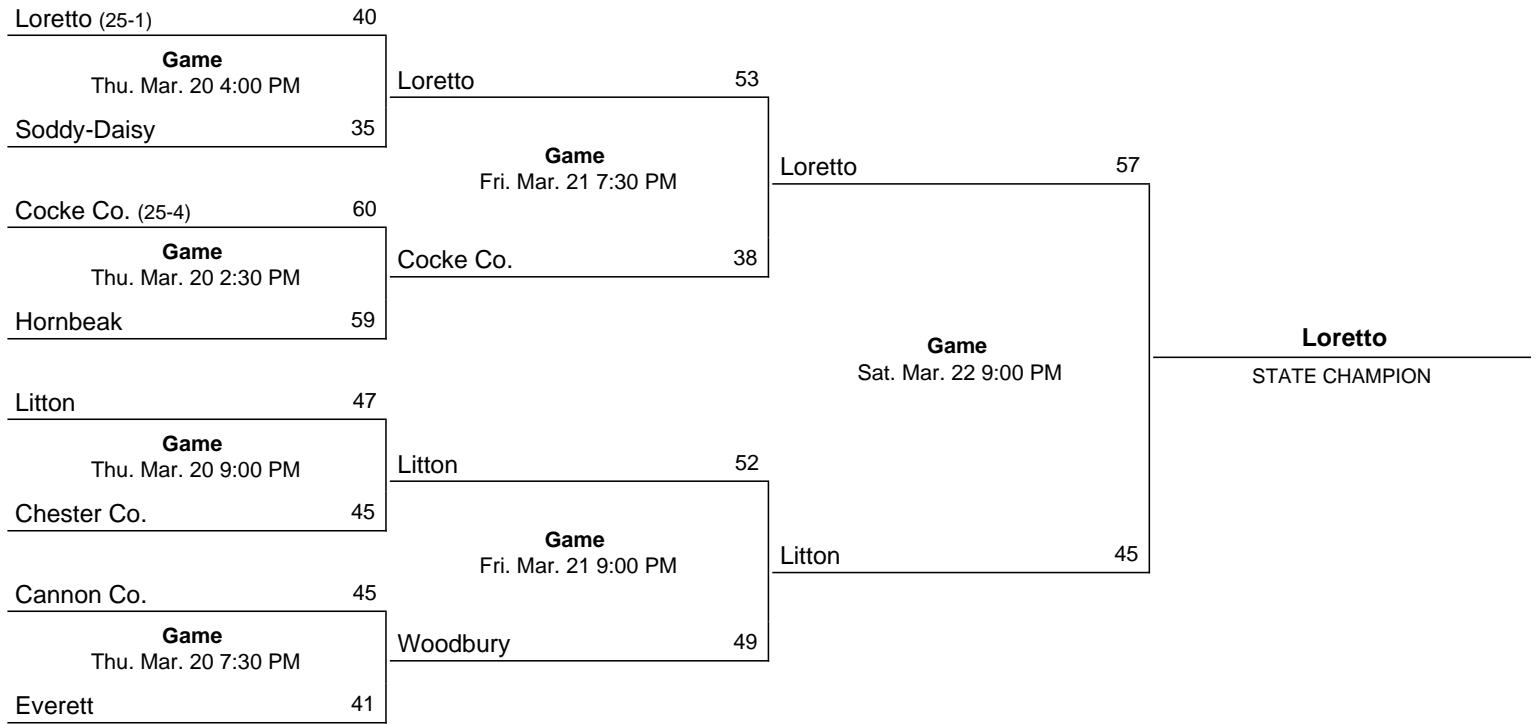 Loretto (25-1) 40
Game
Thu. Mar. 20 4:00 PM
Soddy-Daisy 35
Cocke Co. (25-4) 60
Game
Thu. Mar. 20 2:30 PM
Hornbeak 59
Litton 47
Game
Thu. Mar. 20 9:00 PM
Chester Co. 45
Cannon Co. 45
Game
Thu. Mar. 20 7:30 PM
Everett 41
Loretto 53
Game
Fri. Mar. 21 7:30 PM
Cocke Co. 38
Litton 52
Game
Fri. Mar. 21 9:00 PM
Woodbury 49
Loretto 57
Game
Sat. Mar. 22 9:00 PM
Litton 45
Loretto
STATE CHAMPION